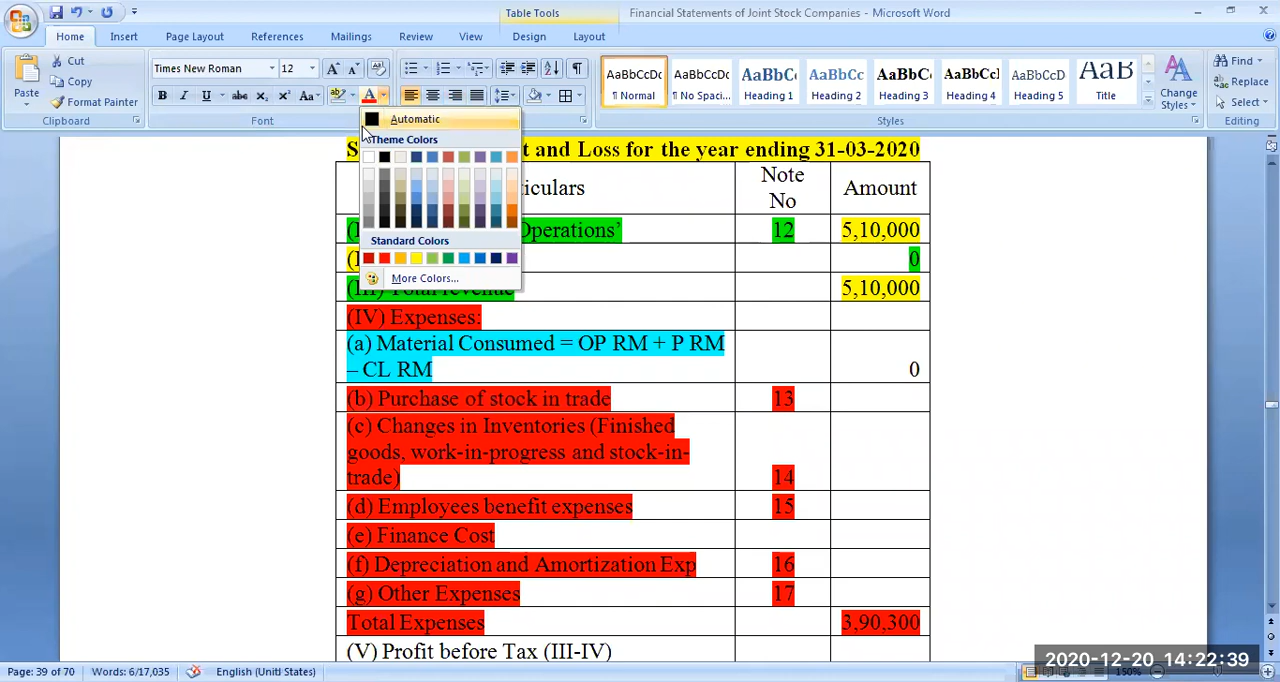 Table Tools
Financial Statements of Joint Stock Companies - Microsoft Word
Home
Insert
Page Layout
References
Mailings
Review
View
Design
Layout
Paste
Cut
Copy
Format Painter
Clipboard
Times New Roman
12
Font
AaBbCcDc
¶ Normal
AaBbCcDc
¶ No Spaci...
AaBbC
Heading 1
AaBbCc
Heading 2
AaBbC
Heading 3
AaBbCcI
Heading 4
AaBbCcD
Heading 5
AaB
Title
Change
Styles
Styles
Find
Replace
Select
Editing
Automatic
Theme Colors
Standard Colors
More Colors...
t and Loss for the year ending 31-03-2020
iculars
Note
No
Amount
Operations’
12
5,10,000
0
(III) Total revenue
5,10,000
(IV) Expenses:
(a) Material Consumed = OP RM + P RM
– CL RM
0
(b) Purchase of stock in trade
13
(c) Changes in Inventories (Finished
goods, work-in-progress and stock-in-
trade)
14
(d) Employees benefit expenses
15
(e) Finance Cost
(f) Depreciation and Amortization Exp
16
(g) Other Expenses
17
Total Expenses
3,90,300
(V) Profit before Tax (III-IV)
Page: 39 of 70
Words: 6/17,035
English (United States)
150%
2020-12-20 14:22:39